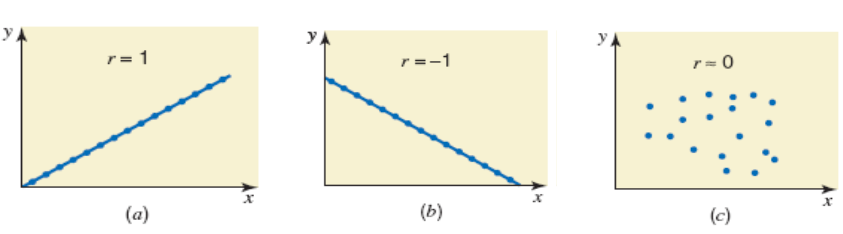 y
r = 1
x
(a)
y
r = −1
x
(b)
y
r ≈ 0
x
(c)